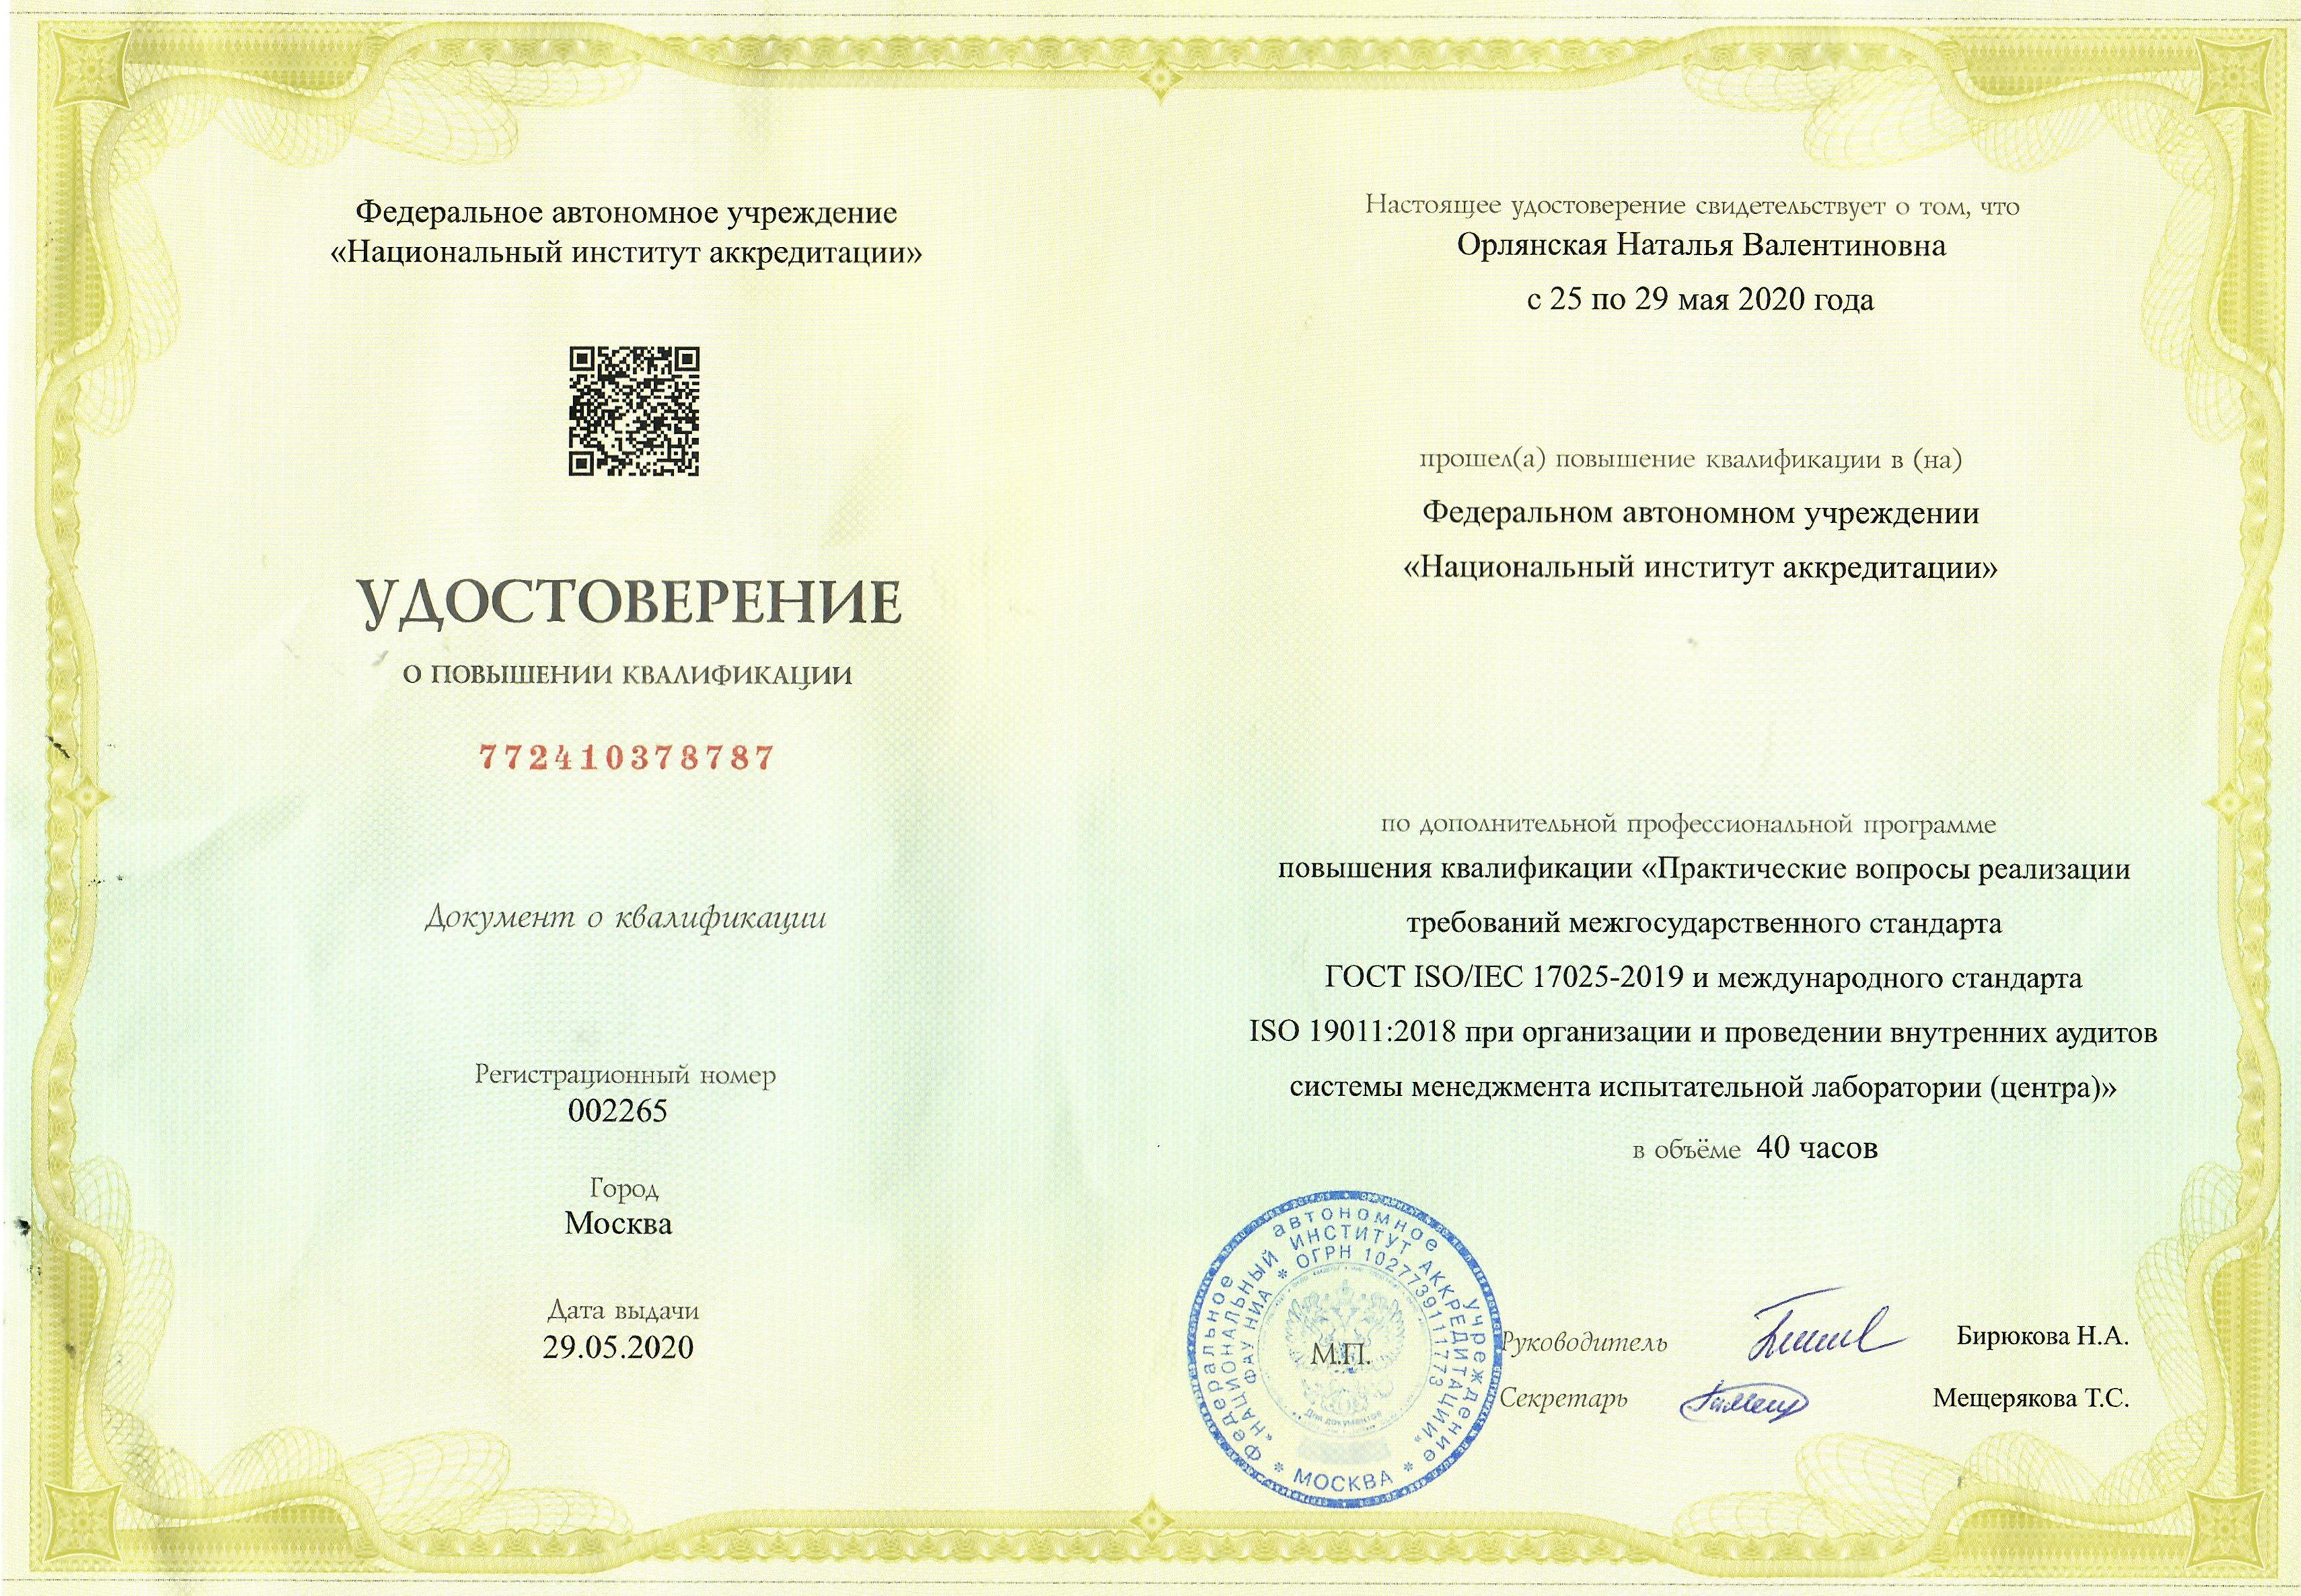 Федеральное автономное учреждение
«Национальный институт аккредитации»
УДОСТОВЕРЕНИЕ
О ПОВЫШЕНИИ КВАЛИФИКАЦИИ
772410378787
Документ о квалификации
Регистрационный номер
002265
Город
Москва
Дата выдачи
29.05.2020
Настоящее удостоверение свидетельствует о том, что
Орлянская Наталья Валентиновна
с 25 по 29 мая 2020 года
прошел(а) повышение квалификации в (на)
Федеральном автономном учреждении
«Национальный институт аккредитации»
по дополнительной профессиональной программе
повышения квалификации «Практические вопросы реализации
требований межгосударственного стандарта
ГОСТ ISO/IEC 17025-2019 и международного стандарта
ISO 19011:2018 при организации и проведении внутренних аудитов
системы менеджмента испытательной лаборатории (центра)»
в объёме 40 часов
Федеральное автономное учреждение
«НАЦИОНАЛЬНЫЙ ИНСТИТУТ АККРЕДИТАЦИИ»
ФАУ НИА * ОГРН 1027739111773
Для документов
* МОСКВА *
М.П.
Руководитель Бирюкова Н.А.
Секретарь Мещерякова Т.С.